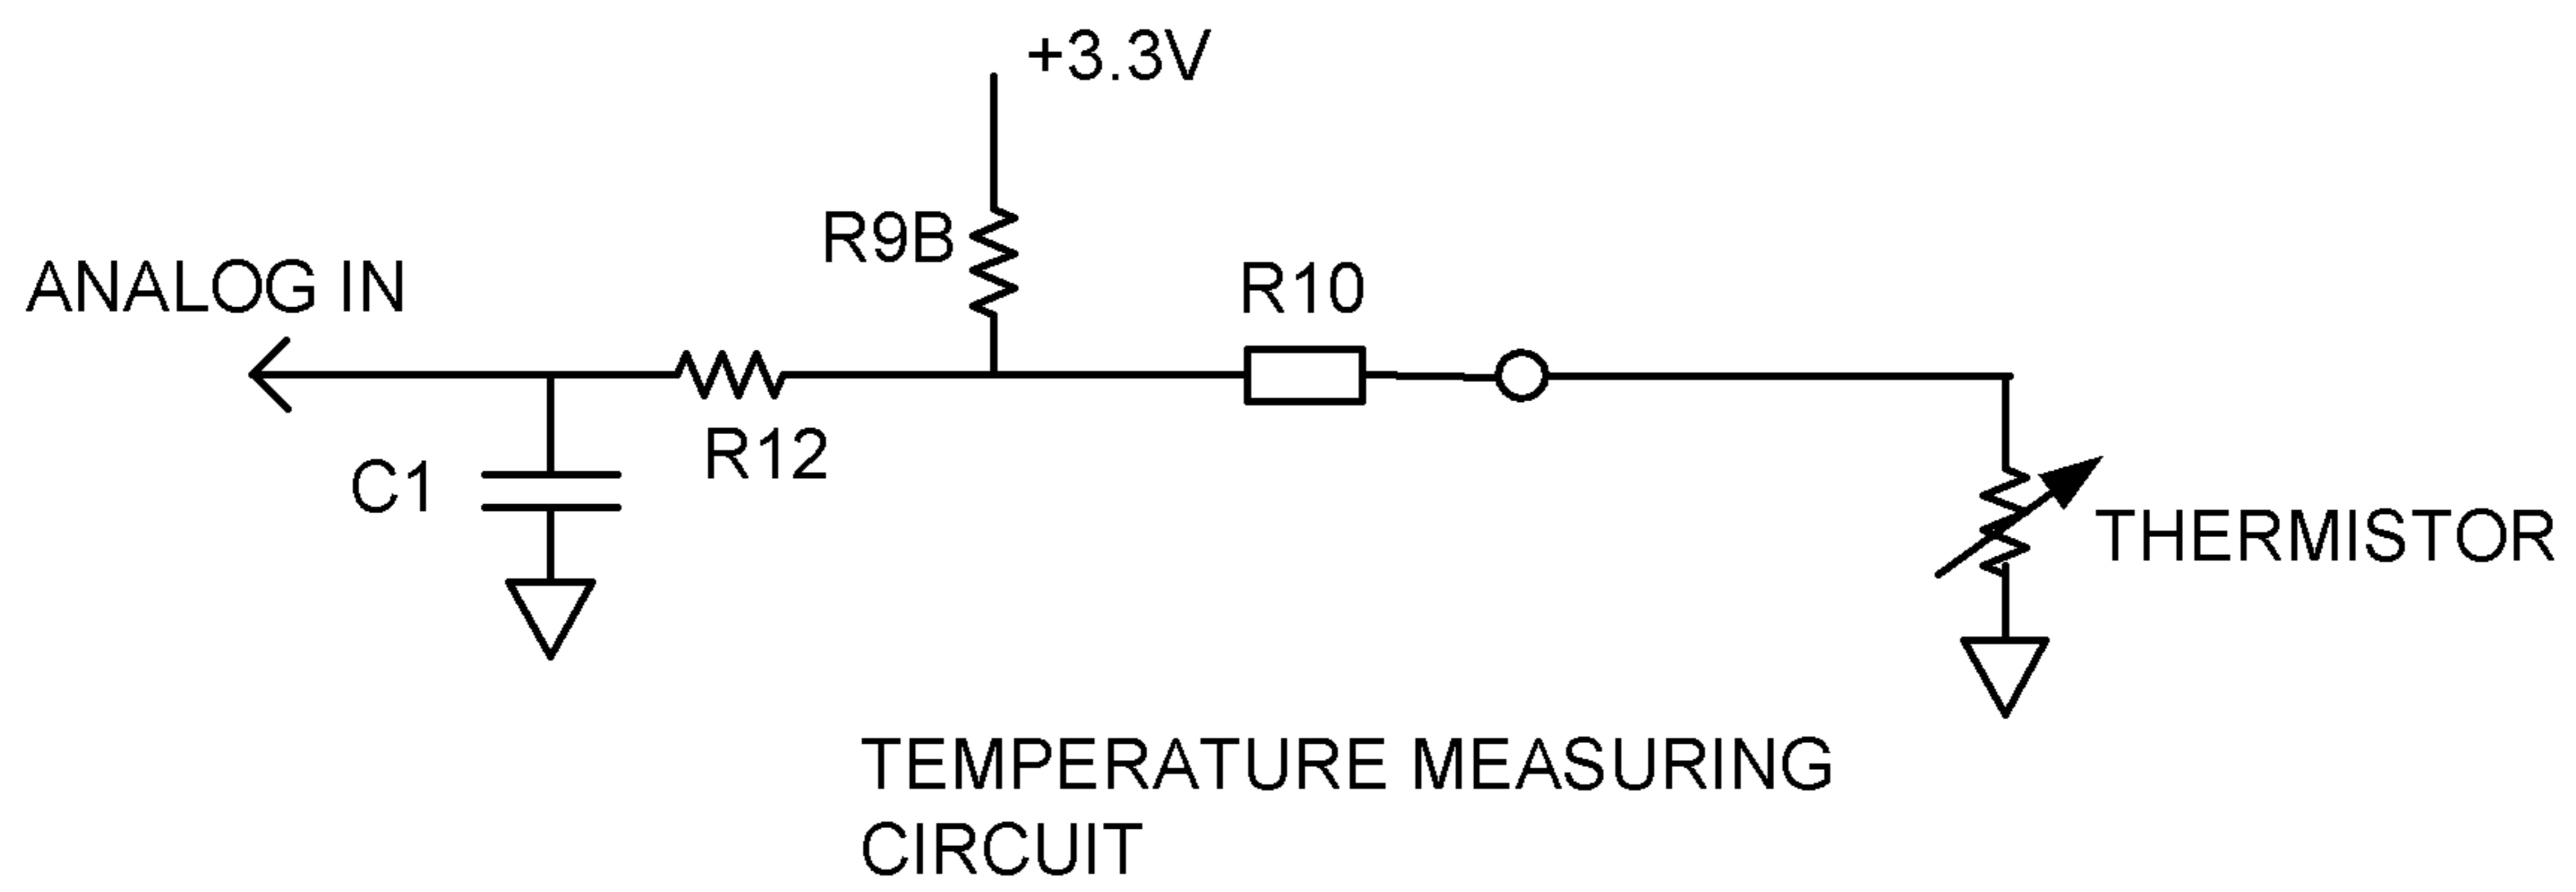 +3.3V
R9B
ANALOG IN
R10
R12
C1
THERMISTOR
TEMPERATURE MEASURING
CIRCUIT